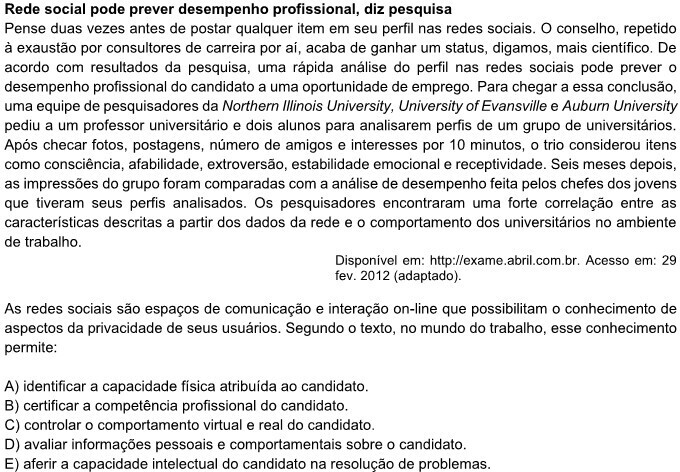 Rede social pode prever desempenho profissional, diz pesquisa
Pense duas vezes antes de postar qualquer item em seu perfil nas redes sociais. O conselho, repetido
à exaustão por consultores de carreira por aí, acaba de ganhar um status, digamos, mais científico. De
acordo com resultados da pesquisa, uma rápida análise do perfil nas redes sociais pode prever o
desempenho profissional do candidato a uma oportunidade de emprego. Para chegar a essa conclusão,
uma equipe de pesquisadores da Northern Illinois University, University of Evansville e Auburn University
pediu a um professor universitário e dois alunos para analisarem perfis de um grupo de universitários.
Após checar fotos, postagens, número de amigos e interesses por 10 minutos, o trio considerou itens
como consciência, afabilidade, extroversão, estabilidade emocional e receptividade. Seis meses depois,
as impressões do grupo foram comparadas com a análise de desempenho feita pelos chefes dos jovens
que tiveram seus perfis analisados. Os pesquisadores encontraram uma forte correlação entre as
características descritas a partir dos dados da rede e o comportamento dos universitários no ambiente
de trabalho.
Disponível em: http://exame.abril.com.br. Acesso em: 29
fev. 2012 (adaptado).
As redes sociais são espaços de comunicação e interação on-line que possibilitam o conhecimento de
aspectos da privacidade de seus usuários. Segundo o texto, no mundo do trabalho, esse conhecimento
permite:
A) identificar a capacidade física atribuída ao candidato.
B) certificar a competência profissional do candidato.
C) controlar o comportamento virtual e real do candidato.
D) avaliar informações pessoais e comportamentais sobre o candidato.
E) aferir a capacidade intelectual do candidato na resolução de problemas.